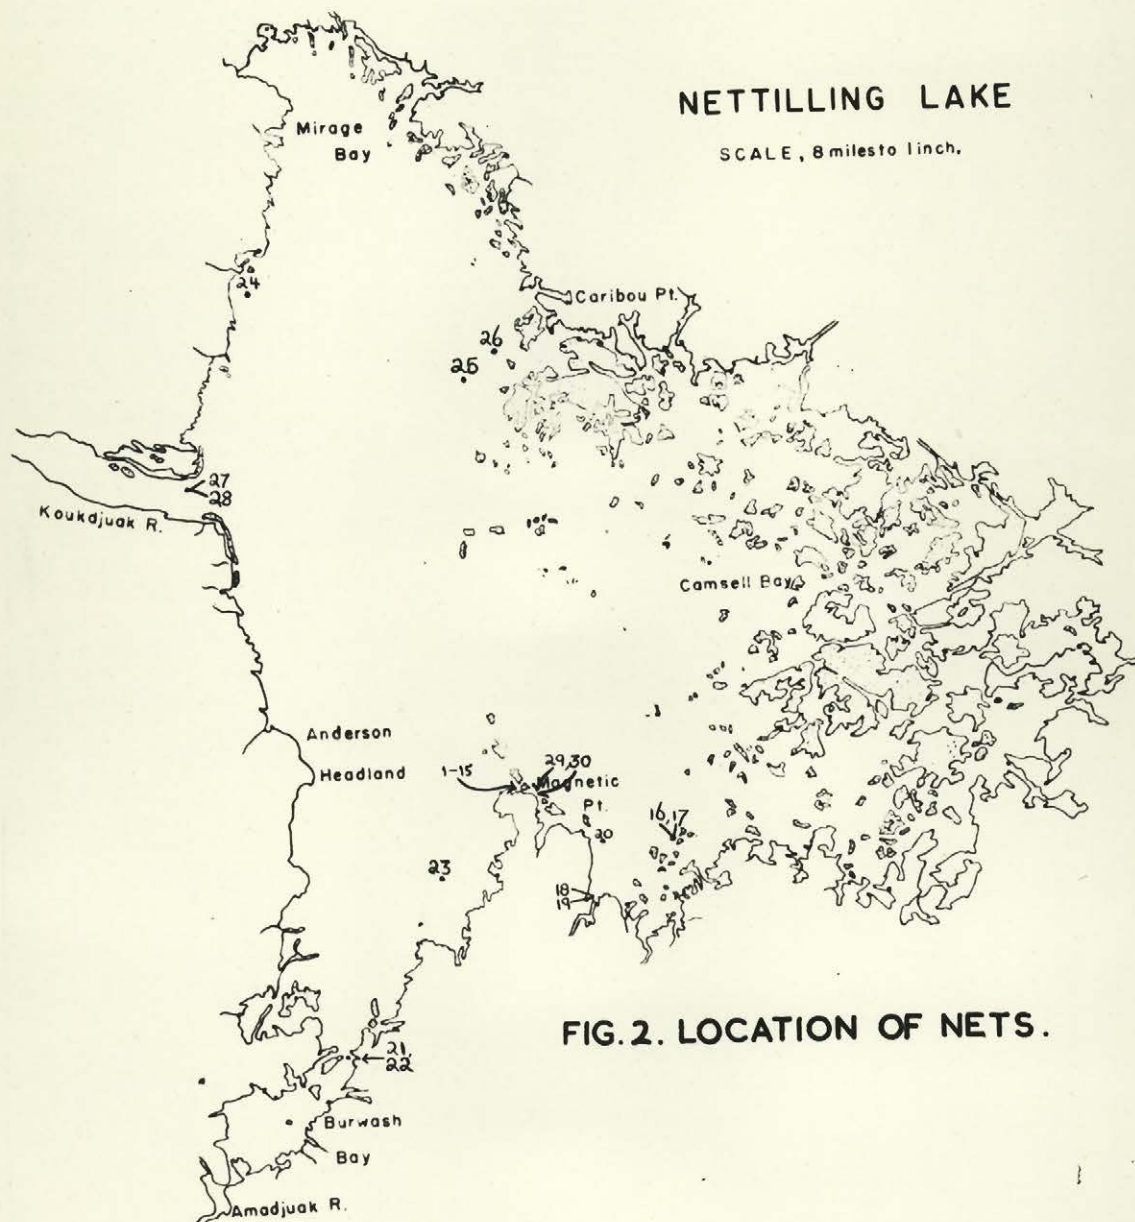 NETTILLING LAKE
SCALE, 8 miles to 1 inch.
Mirage
Bay
24
Caribou Pt.
26
25
27
28
Koukdjuak R.
Camsell Bay
Anderson
Headland
1-15
29,30
Magnetic
Pt.
16,17
20
23
18
19
FIG. 2. LOCATION OF NETS.
21
22
Burwash
Bay
Amadjuak R.